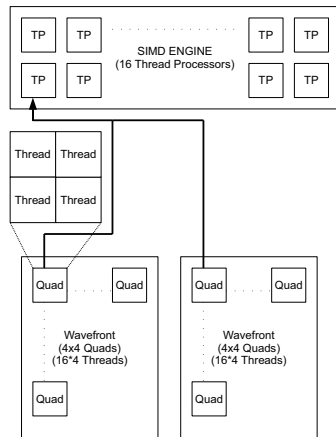 TP TP TP TP
SIMD ENGINE
(16 Thread Processors)
TP TP TP TP
Thread Thread
Thread Thread
Quad Quad
Wavefront
(4x4 Quads)
(16*4 Threads)
Quad
Quad Quad
Wavefront
(4x4 Quads)
(16*4 Threads)
Quad